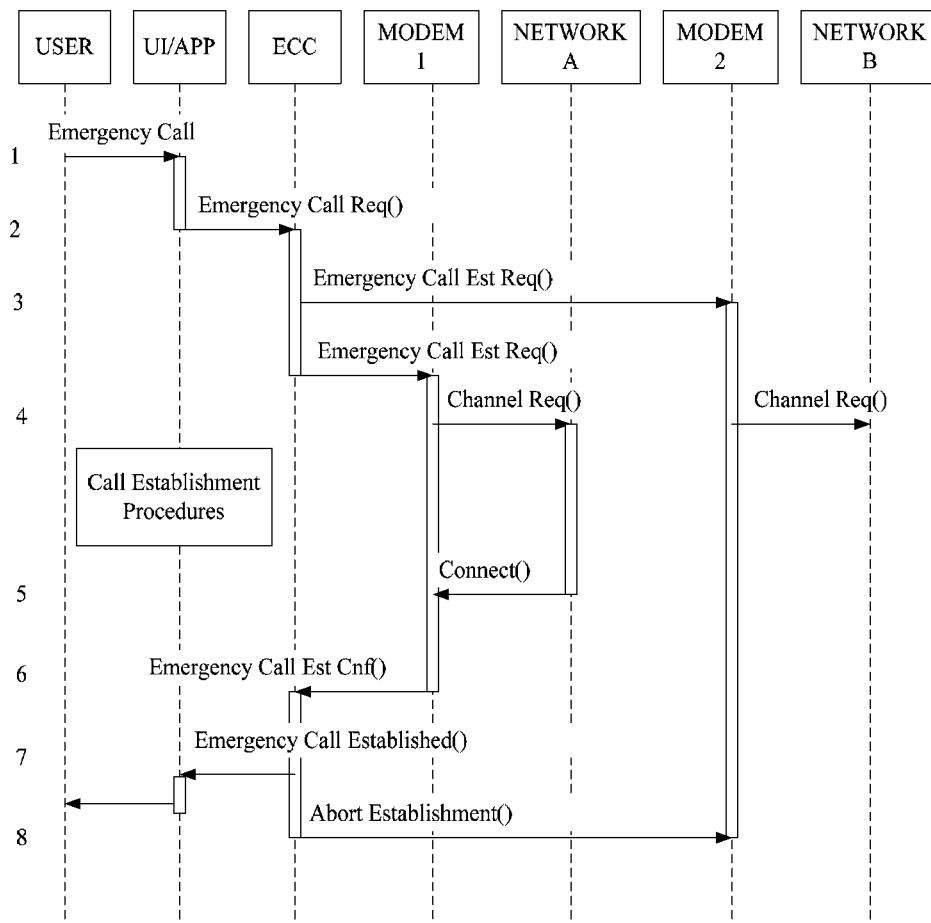 USER
UI/APP
ECC
MODEM
1
NETWORK
A
MODEM
2
NETWORK
B
Emergency Call
1
Emergency Call Req()
2
Emergency Call Est Req()
3
Emergency Call Est Req()
Channel Req()
Channel Req()
4
Call Establishment
Procedures
Connect()
5
Emergency Call Est Cnf()
6
Emergency Call Established()
7
Abort Establishment()
8